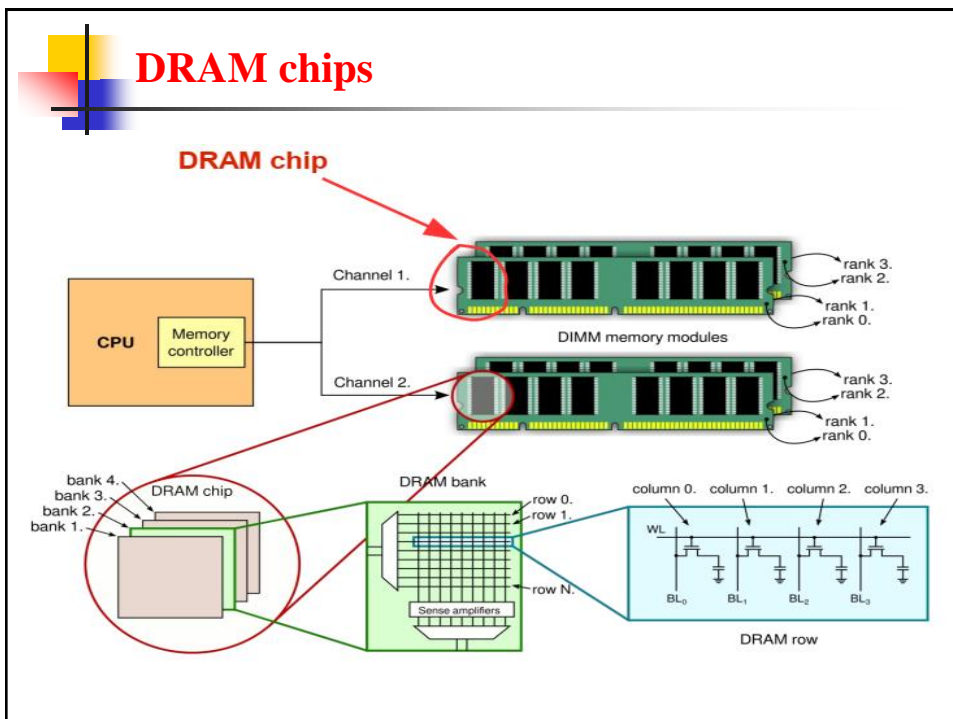 DRAM chips
DRAM chip
Channel 1.
rank 3.
rank 2.
rank 1.
rank 0.
CPU
Memory
controller
DIMM memory modules
Channel 2.
rank 3.
rank 2.
rank 1.
rank 0.
bank 4.
bank 3.
bank 2.
bank 1.
DRAM chip
DRAM bank
row 0.
row 1.
row N.
Sense amplifiers
column 0. column 1. column 2. column 3.
WL
BL₀ BL₁ BL₂ BL₃
DRAM row